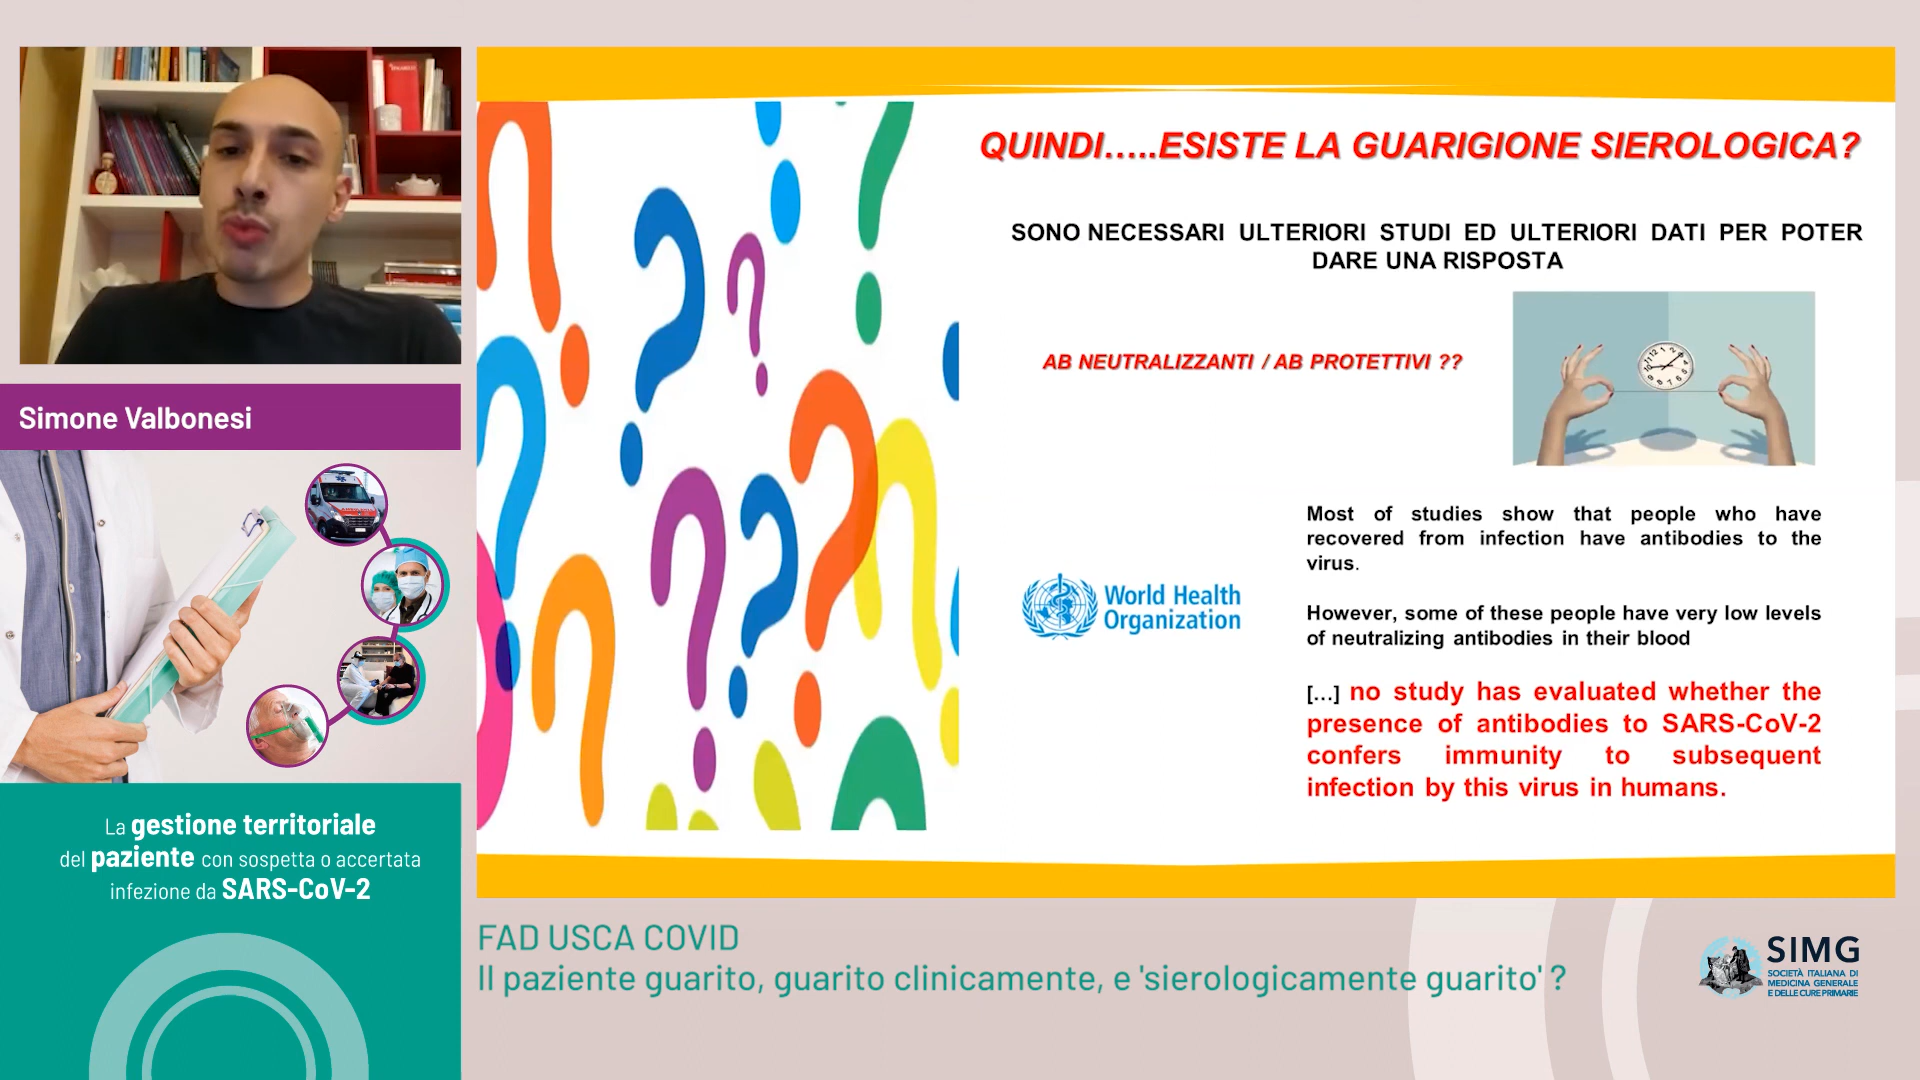 Simone Valbonesi
La gestione territoriale
del paziente con sospetta o accertata
infezione da SARS-CoV-2
QUINDI…..ESISTE LA GUARIGIONE SIEROLOGICA?
SONO NECESSARI ULTERIORI STUDI ED ULTERIORI DATI PER POTER
DARE UNA RISPOSTA
AB NEUTRALIZZANTI / AB PROTETTIVI ??
World Health
Organization
Most of studies show that people who have
recovered from infection have antibodies to the
virus.
However, some of these people have very low levels
of neutralizing antibodies in their blood
[…] no study has evaluated whether the
presence of antibodies to SARS-CoV-2
confers immunity to subsequent
infection by this virus in humans.
FAD USCA COVID
Il paziente guarito, guarito clinicamente, e 'sierologicamente guarito' ?
SIMG
SOCIETÀ ITALIANA DI
MEDICINA GENERALE
E DELLE CURE PRIMARIE